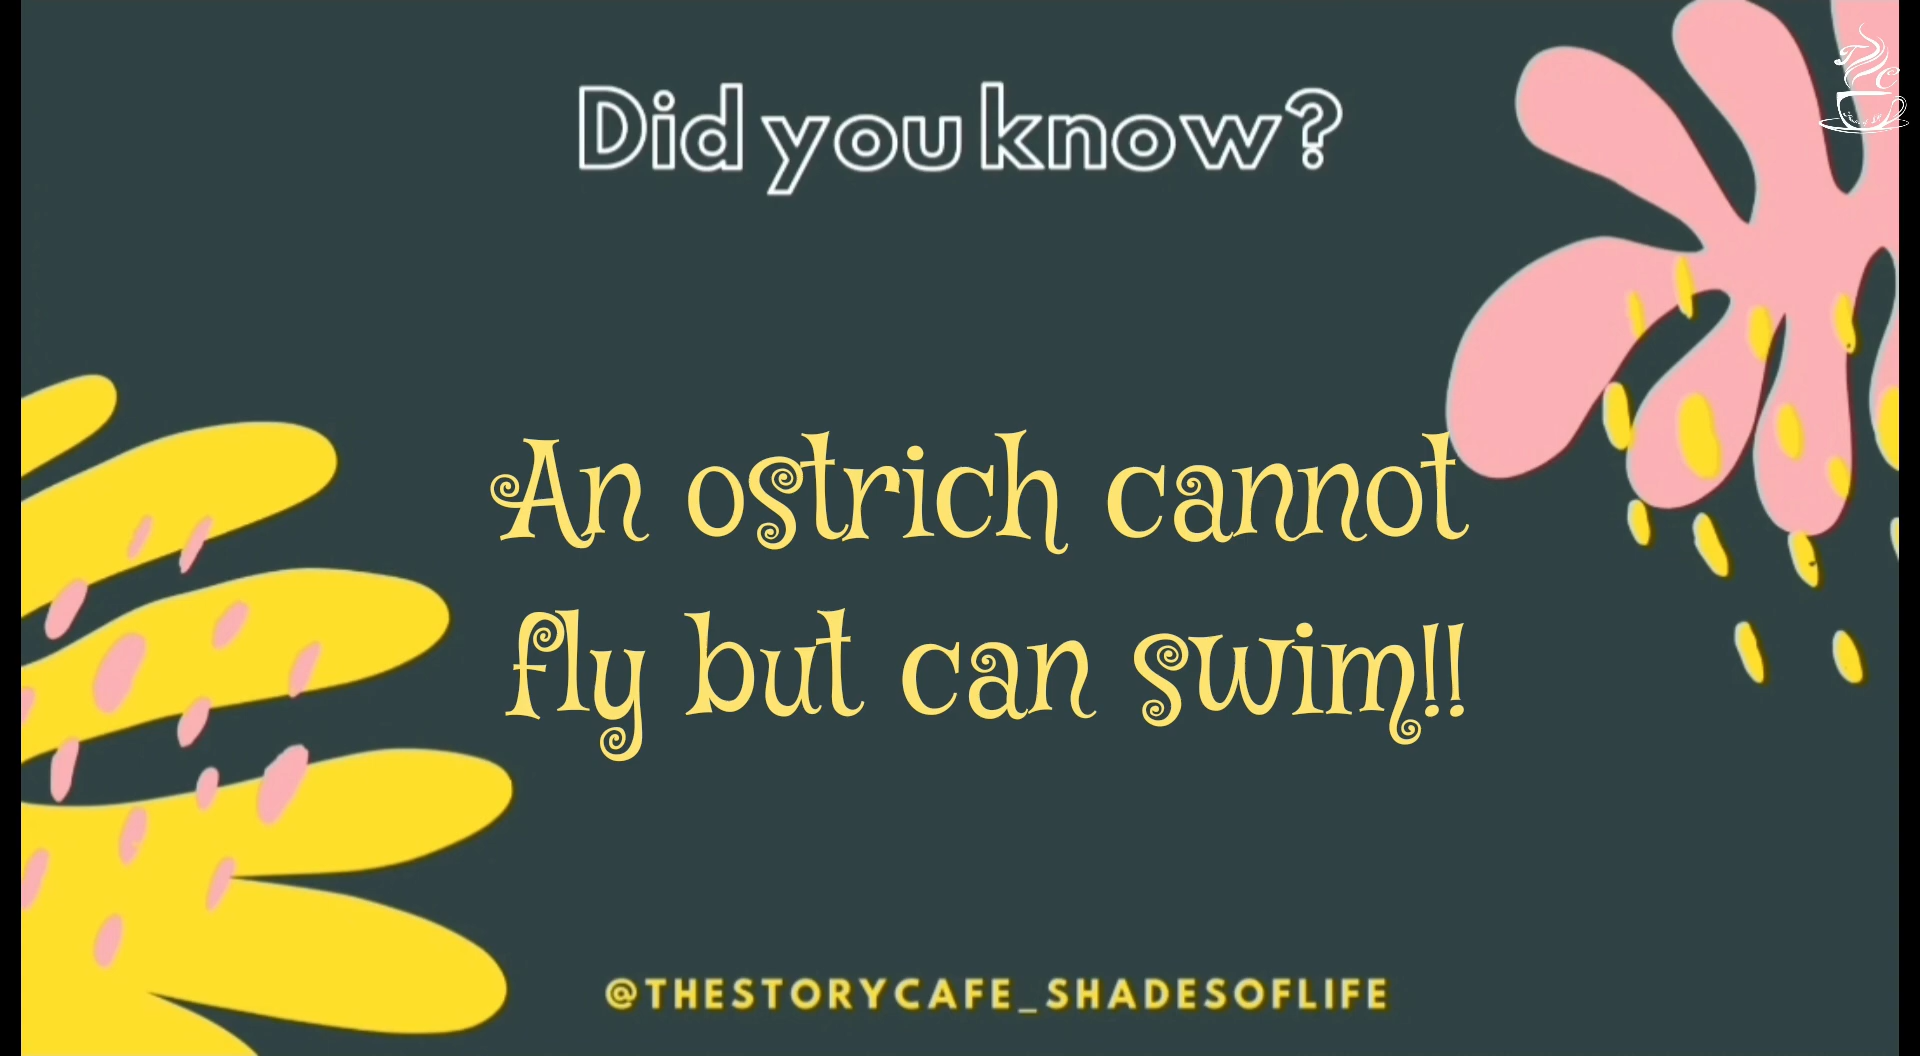 Did you know?
An ostrich cannot
fly but can swim!!
@THESTORYCAFE_SHADESOFLIFE